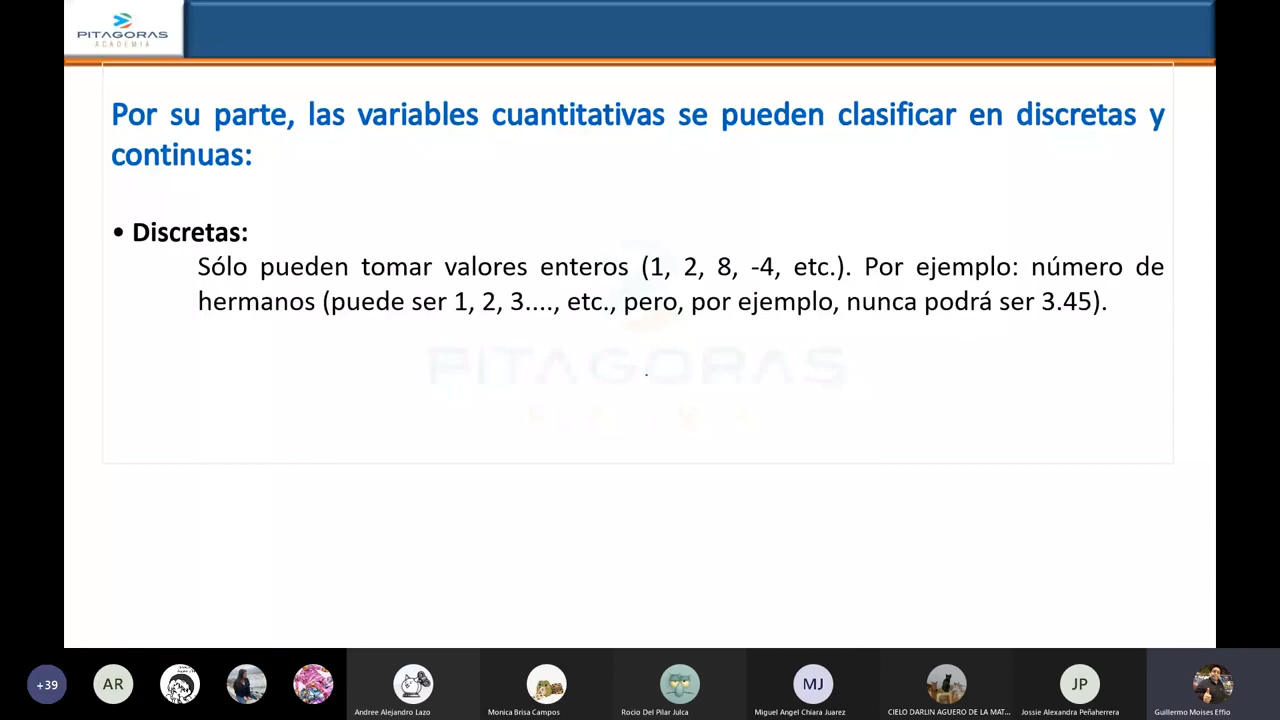 PITAGORAS
ACADEMIA
Por su parte, las variables cuantitativas se pueden clasificar en discretas y
continuas:
• Discretas:
Sólo pueden tomar valores enteros (1, 2, 8, -4, etc.). Por ejemplo: número de
hermanos (puede ser 1, 2, 3...., etc., pero, por ejemplo, nunca podrá ser 3.45).
PITAGORAS
+39
AR
MJ
JP
Andree Alejandro Lazo
Monica Brisa Campos
Rocio Del Pilar Julca
Miguel Angel Chiara Juarez
CIELO DARLIN AGUERO DE LA MAT...
Jossie Alexandra Peñaherrera
Guillermo Moises Effio